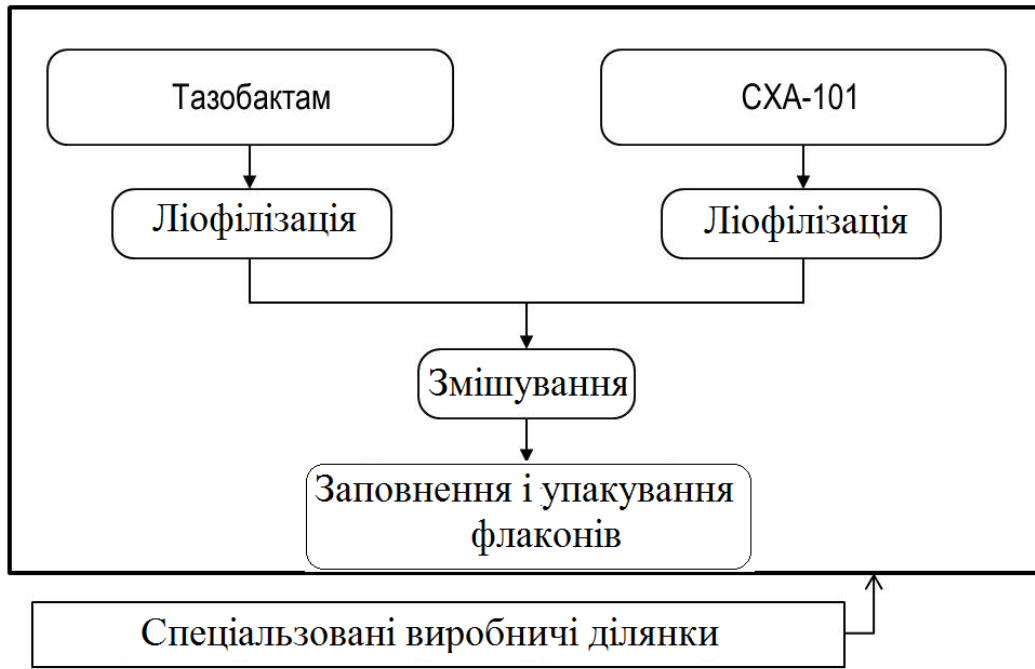 Тазобактам
СХА-101
Ліофілізація
Ліофілізація
Змішування
Заповнення і упакування
флаконів
Спеціальзовані виробничі ділянки